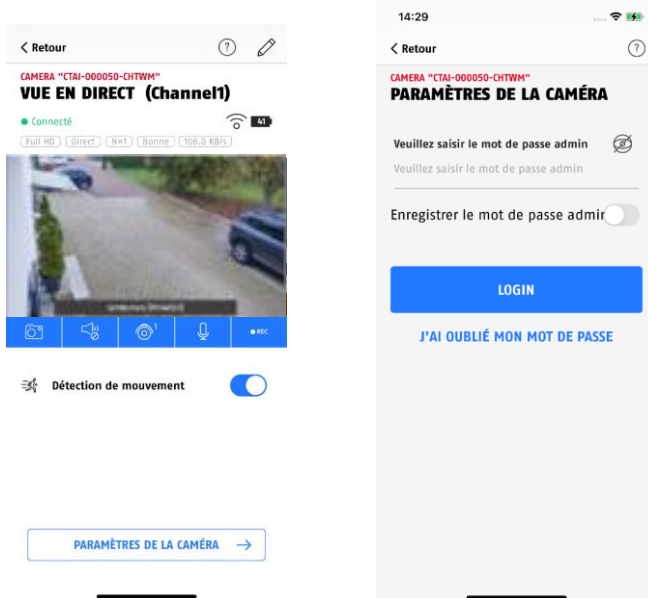 Retour
?
CAMERA "CTAI-000050-CHTWM"
VUE EN DIRECT (Channel1)
Connecté
41
Full HD
Direct
N=1
Bonne
106.0 KB/s
1
REC
Détection de mouvement
PARAMÈTRES DE LA CAMÉRA
14:29
Retour
?
CAMERA "CTAI-000050-CHTWM"
PARAMÈTRES DE LA CAMÉRA
Veuillez saisir le mot de passe admin
Veuillez saisir le mot de passe admin
Enregistrer le mot de passe admin
LOGIN
J'AI OUBLIÉ MON MOT DE PASSE